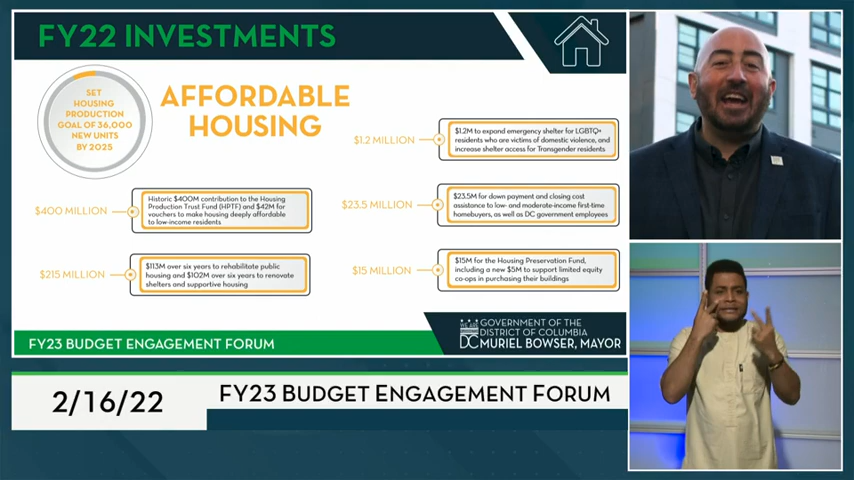 FY22 INVESTMENTS
SET
HOUSING
PRODUCTION
GOAL OF 36,000
NEW UNITS
BY 2025
AFFORDABLE
HOUSING
$400 MILLION
Historic $400M contribution to the Housing
Production Trust Fund (HPTF) and $42M for
vouchers to make housing deeply affordable
to low-income residents
$215 MILLION
$113M over six years to rehabilitate public
housing and $102M over six years to renovate
shelters and supportive housing
$1.2 MILLION
$1.2M to expand emergency shelter for LGBTQ+
residents who are victims of domestic violence, and
increase shelter access for Transgender residents
$23.5 MILLION
$23.5M for down payment and closing cost
assistance to low- and moderate-income first-time
homebuyers, as well as DC government employees
$15 MILLION
$15M for the Housing Preservation Fund,
including a new $5M to support limited equity
co-ops in purchasing their buildings
FY23 BUDGET ENGAGEMENT FORUM
WE ARE
DC
GOVERNMENT OF THE
DISTRICT OF COLUMBIA
MURIEL BOWSER, MAYOR
2/16/22
FY23 BUDGET ENGAGEMENT FORUM